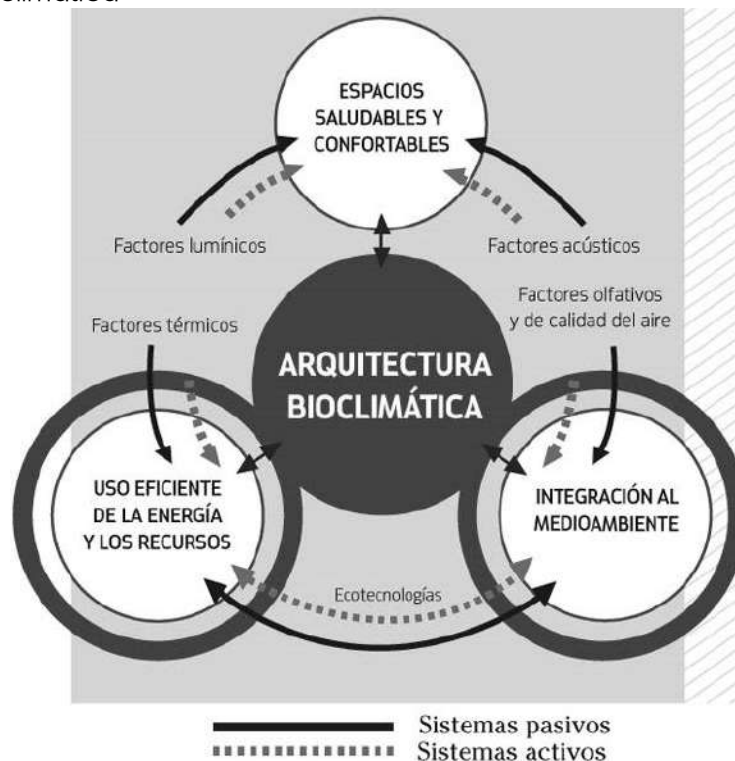 ESPACIOS
SALUDABLES Y
CONFORTABLES
Factores lumínicos
Factores acústicos
Factores térmicos
Factores olfativos
y de calidad del aire
ARQUITECTURA
BIOCLIMÁTICA
USO EFICIENTE
DE LA ENERGÍA
Y LOS RECURSOS
INTEGRACIÓN AL
MEDIOAMBIENTE
Ecotecnologías
Sistemas pasivos
Sistemas activos